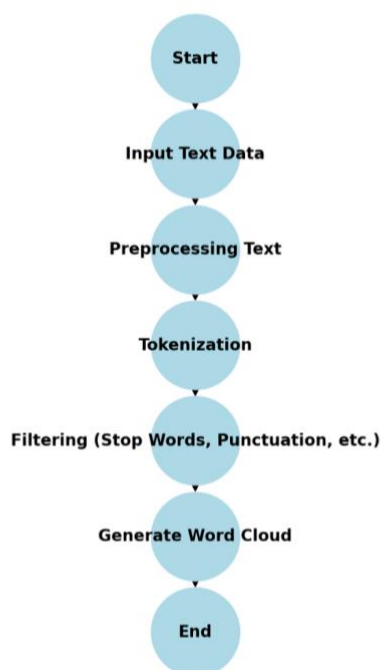 Start
Input Text Data
Preprocessing Text
Tokenization
Filtering (Stop Words, Punctuation, etc.)
Generate Word Cloud
End